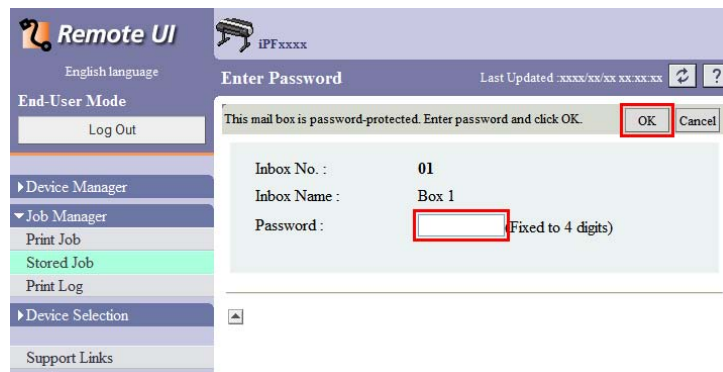 Remote UI
English language
End-User Mode
Log Out
Device Manager
Job Manager
Print Job
Stored Job
Print Log
Device Selection
Support Links
iPFxxxx
Enter Password
Last Updated :xxxx/xx/xx xx:xx:xx
?
This mail box is password-protected. Enter password and click OK.
OK
Cancel
Inbox No. : 01
Inbox Name : Box 1
Password : (Fixed to 4 digits)